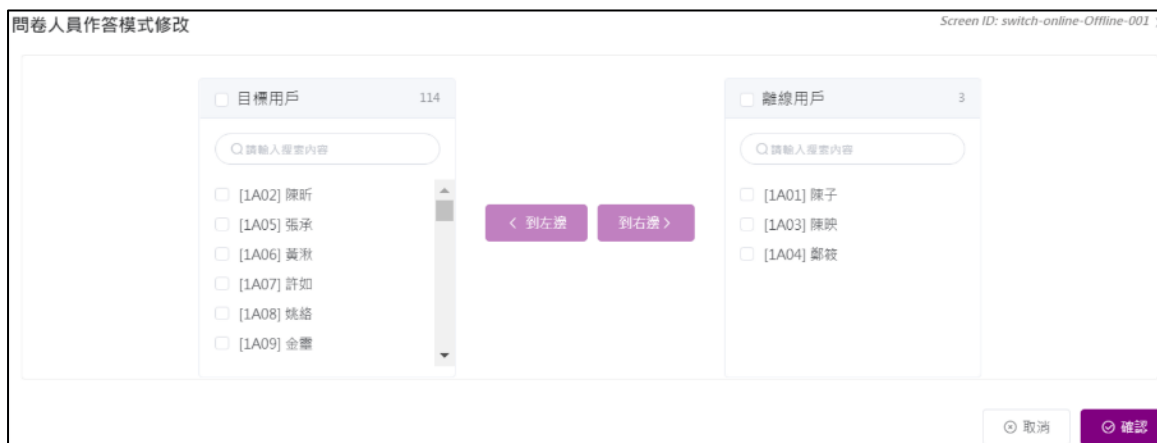 問卷人員作答模式修改
Screen ID: switch-online-Offline-001
目標用戶 114
請輸入搜索內容
[1A02] 陳昕
[1A05] 張承
[1A06] 黃湫
[1A07] 許如
[1A08] 姚絡
[1A09] 金靈
< 到左邊
到右邊 >
離線用戶 3
請輸入搜索內容
[1A01] 陳子
[1A03] 陳映
[1A04] 鄭筱
取消
確認